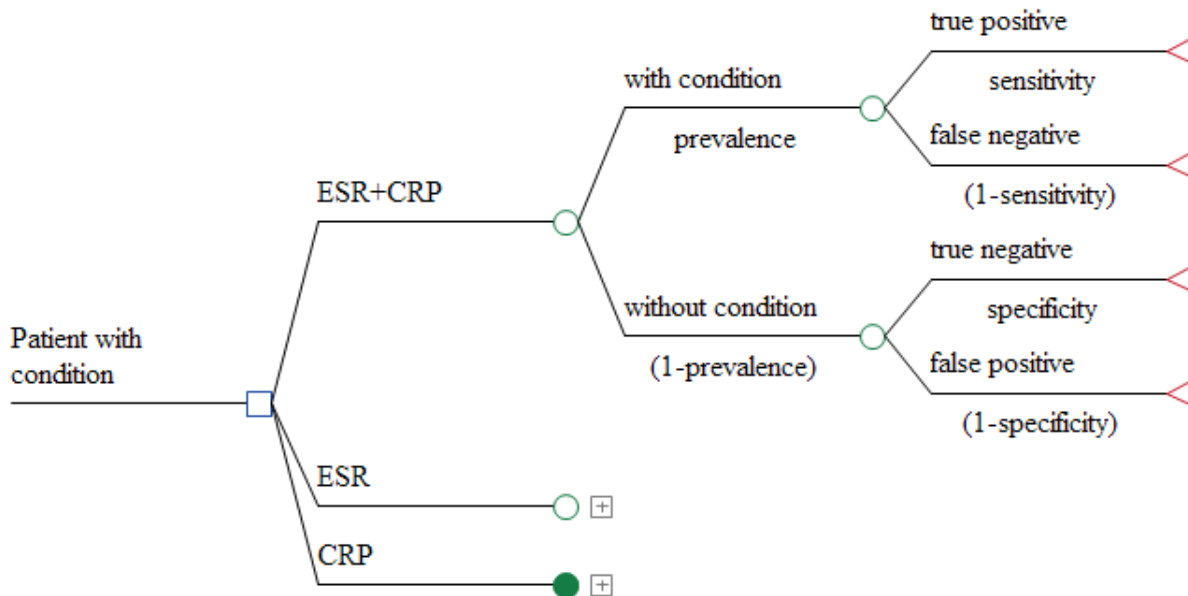 true positive
with condition
sensitivity
prevalence
false negative
ESR+CRP
(1-sensitivity)
true negative
without condition
specificity
Patient with
condition
(1-prevalence)
false positive
(1-specificity)
ESR
CRP